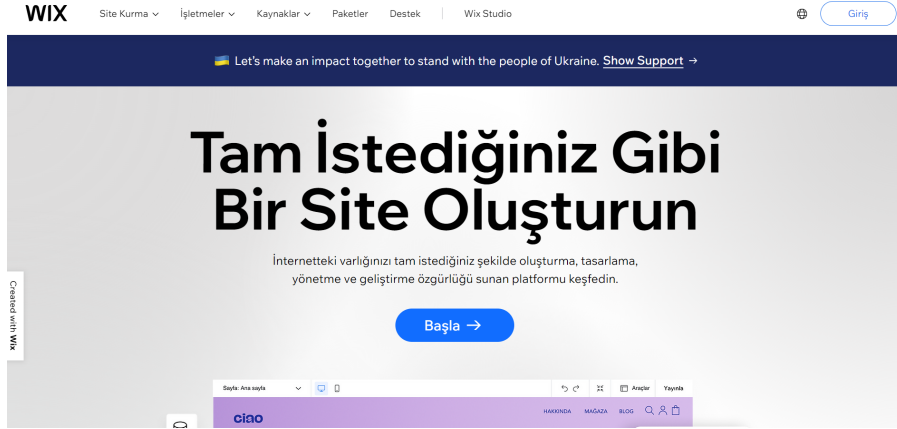 WIX
Site Kurma İşletmeler Kaynaklar Paketler Destek Wix Studio Giriş
Let's make an impact together to stand with the people of Ukraine. Show Support →
Tam İstediğiniz Gibi
Bir Site Oluşturun
İnternetteki varlığınızı tam istediğiniz şekilde oluşturma, tasarlama,
yönetme ve geliştirme özgürlüğü sunan platformu keşfedin.
Başla →
Created with Wix
Sayfa: Ana sayfa Araçlar Yayınla
ciao HAKKINDA MAĞAZA BLOG